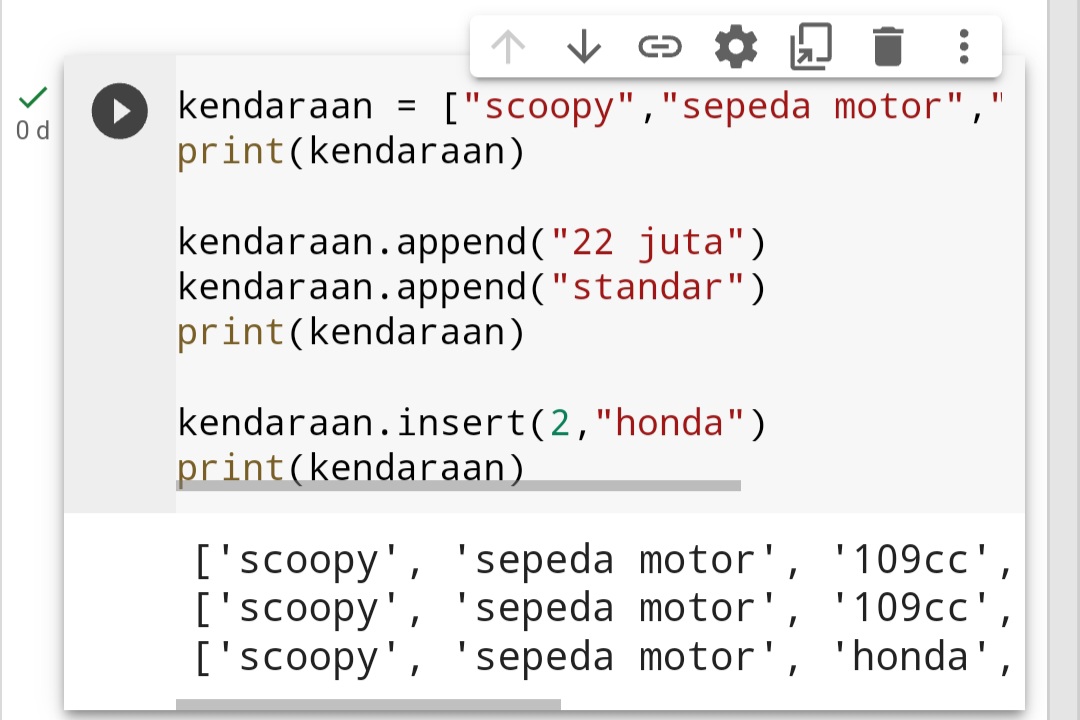 0 d
kendaraan = ["scoopy","sepeda motor","
print(kendaraan)
kendaraan.append("22 juta")
kendaraan.append("standar")
print(kendaraan)
kendaraan.insert(2,"honda")
print(kendaraan)
['scoopy', 'sepeda motor', '109cc',
['scoopy', 'sepeda motor', '109cc',
['scoopy', 'sepeda motor', 'honda',